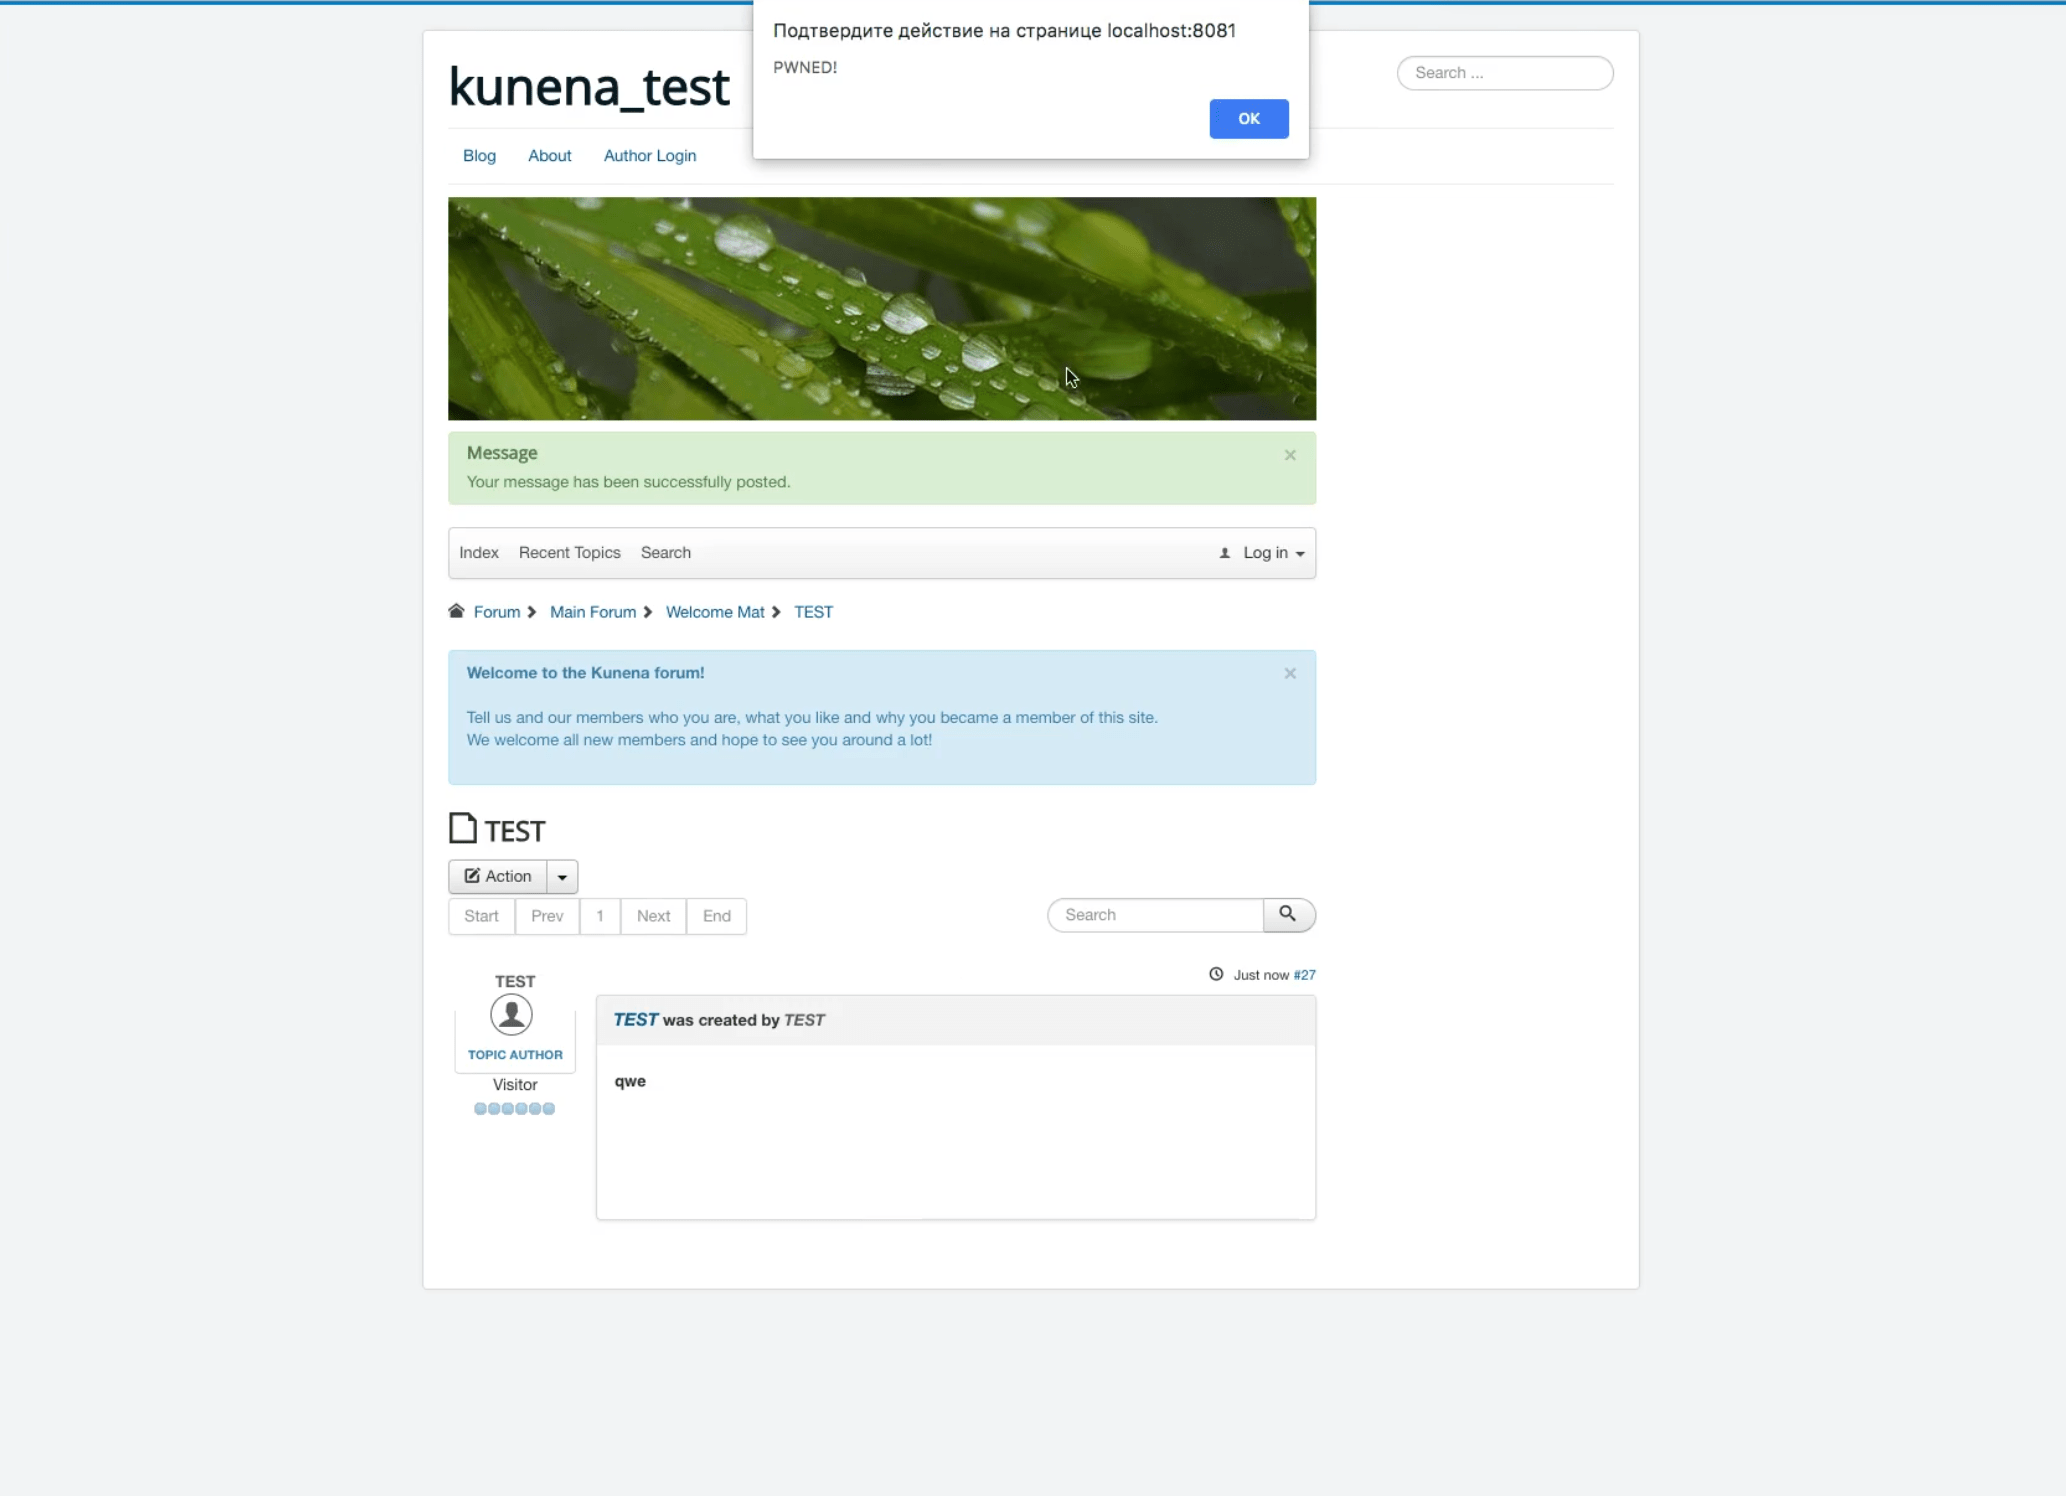 Подтвердите действие на странице localhost:8081
PWNED!
OK
kunena_test
Search ...
Blog About Author Login
Message
×
Your message has been successfully posted.
Index Recent Topics Search Log in
Forum Main Forum Welcome Mat TEST
Welcome to the Kunena forum!
×
Tell us and our members who you are, what you like and why you became a member of this site.
We welcome all new members and hope to see you around a lot!
TEST
Action
Start Prev 1 Next End
Search
Just now #27
TEST
TEST was created by TEST
TOPIC AUTHOR
Visitor
qwe